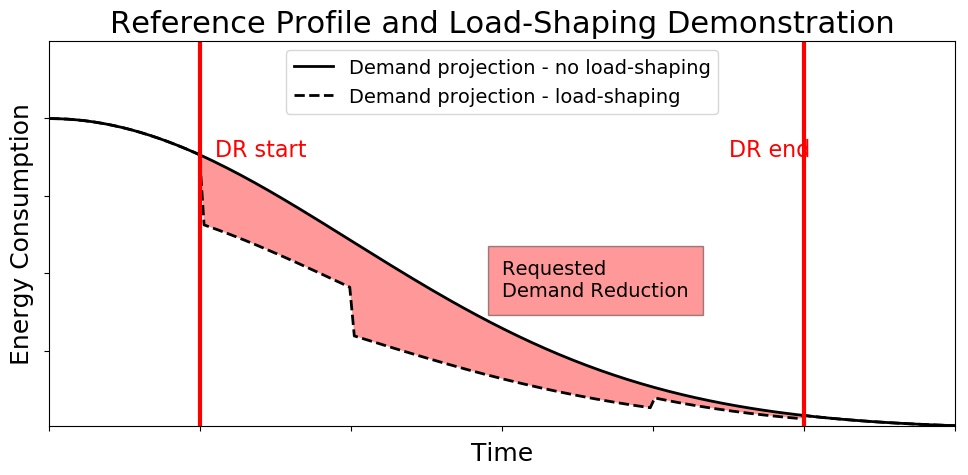 Reference Profile and Load-Shaping Demonstration
Demand projection - no load-shaping
Demand projection - load-shaping
DR start
DR end
Requested
Demand Reduction
Energy Consumption
Time